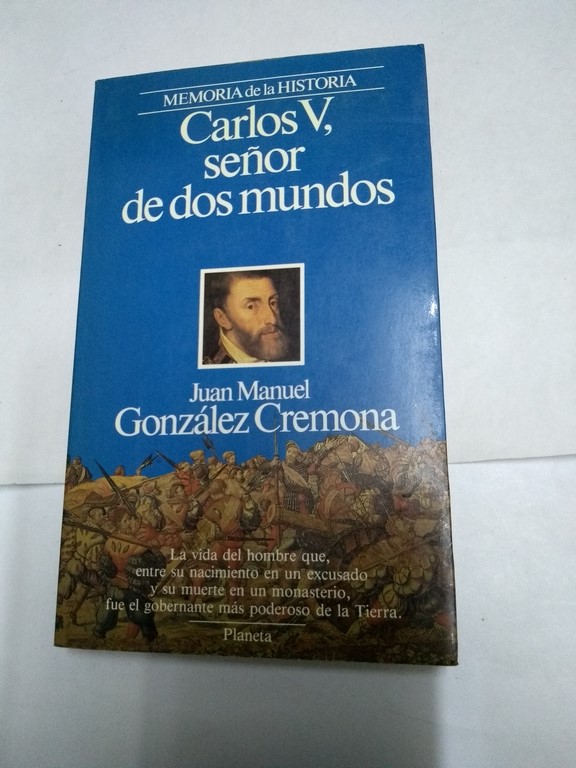 MEMORIA de la HISTORIA
Carlos V,
señor
de dos mundos
Juan Manuel
González Cremona
La vida del hombre que,
entre su nacimiento en un excusado
y su muerte en un monasterio,
fue el gobernante más poderoso de la Tierra.
Planeta